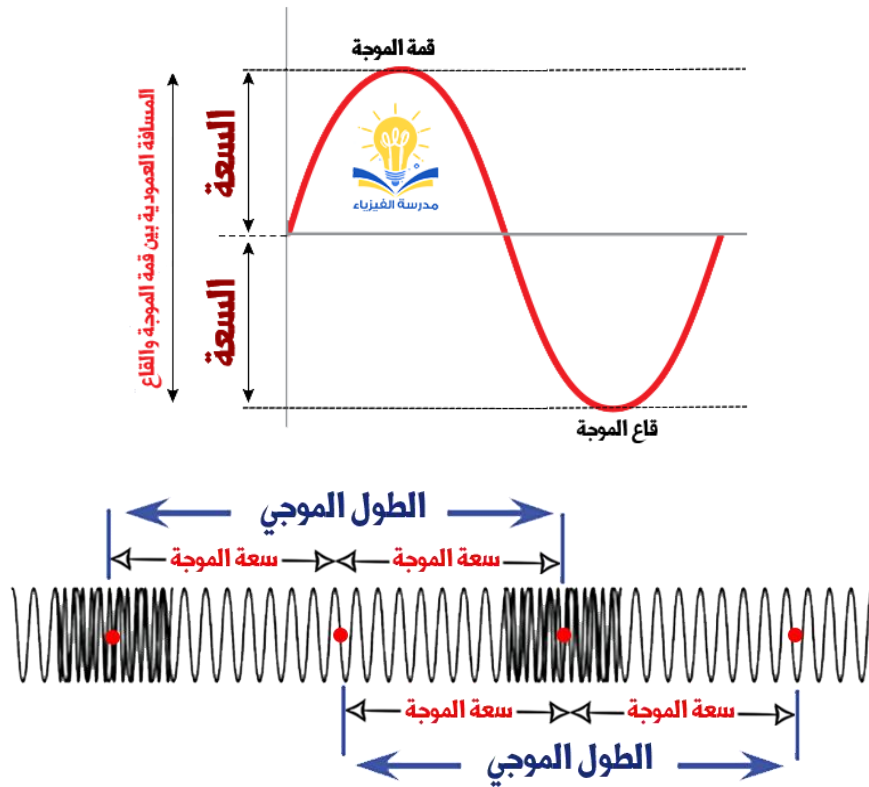 قمة الموجة
السعة
المسافة العمودية بين قمة الموجة والقاع
مدرسة الفيزياء
السعة
قاع الموجة
الطول الموجي
سعة الموجة
سعة الموجة
سعة الموجة
سعة الموجة
الطول الموجي